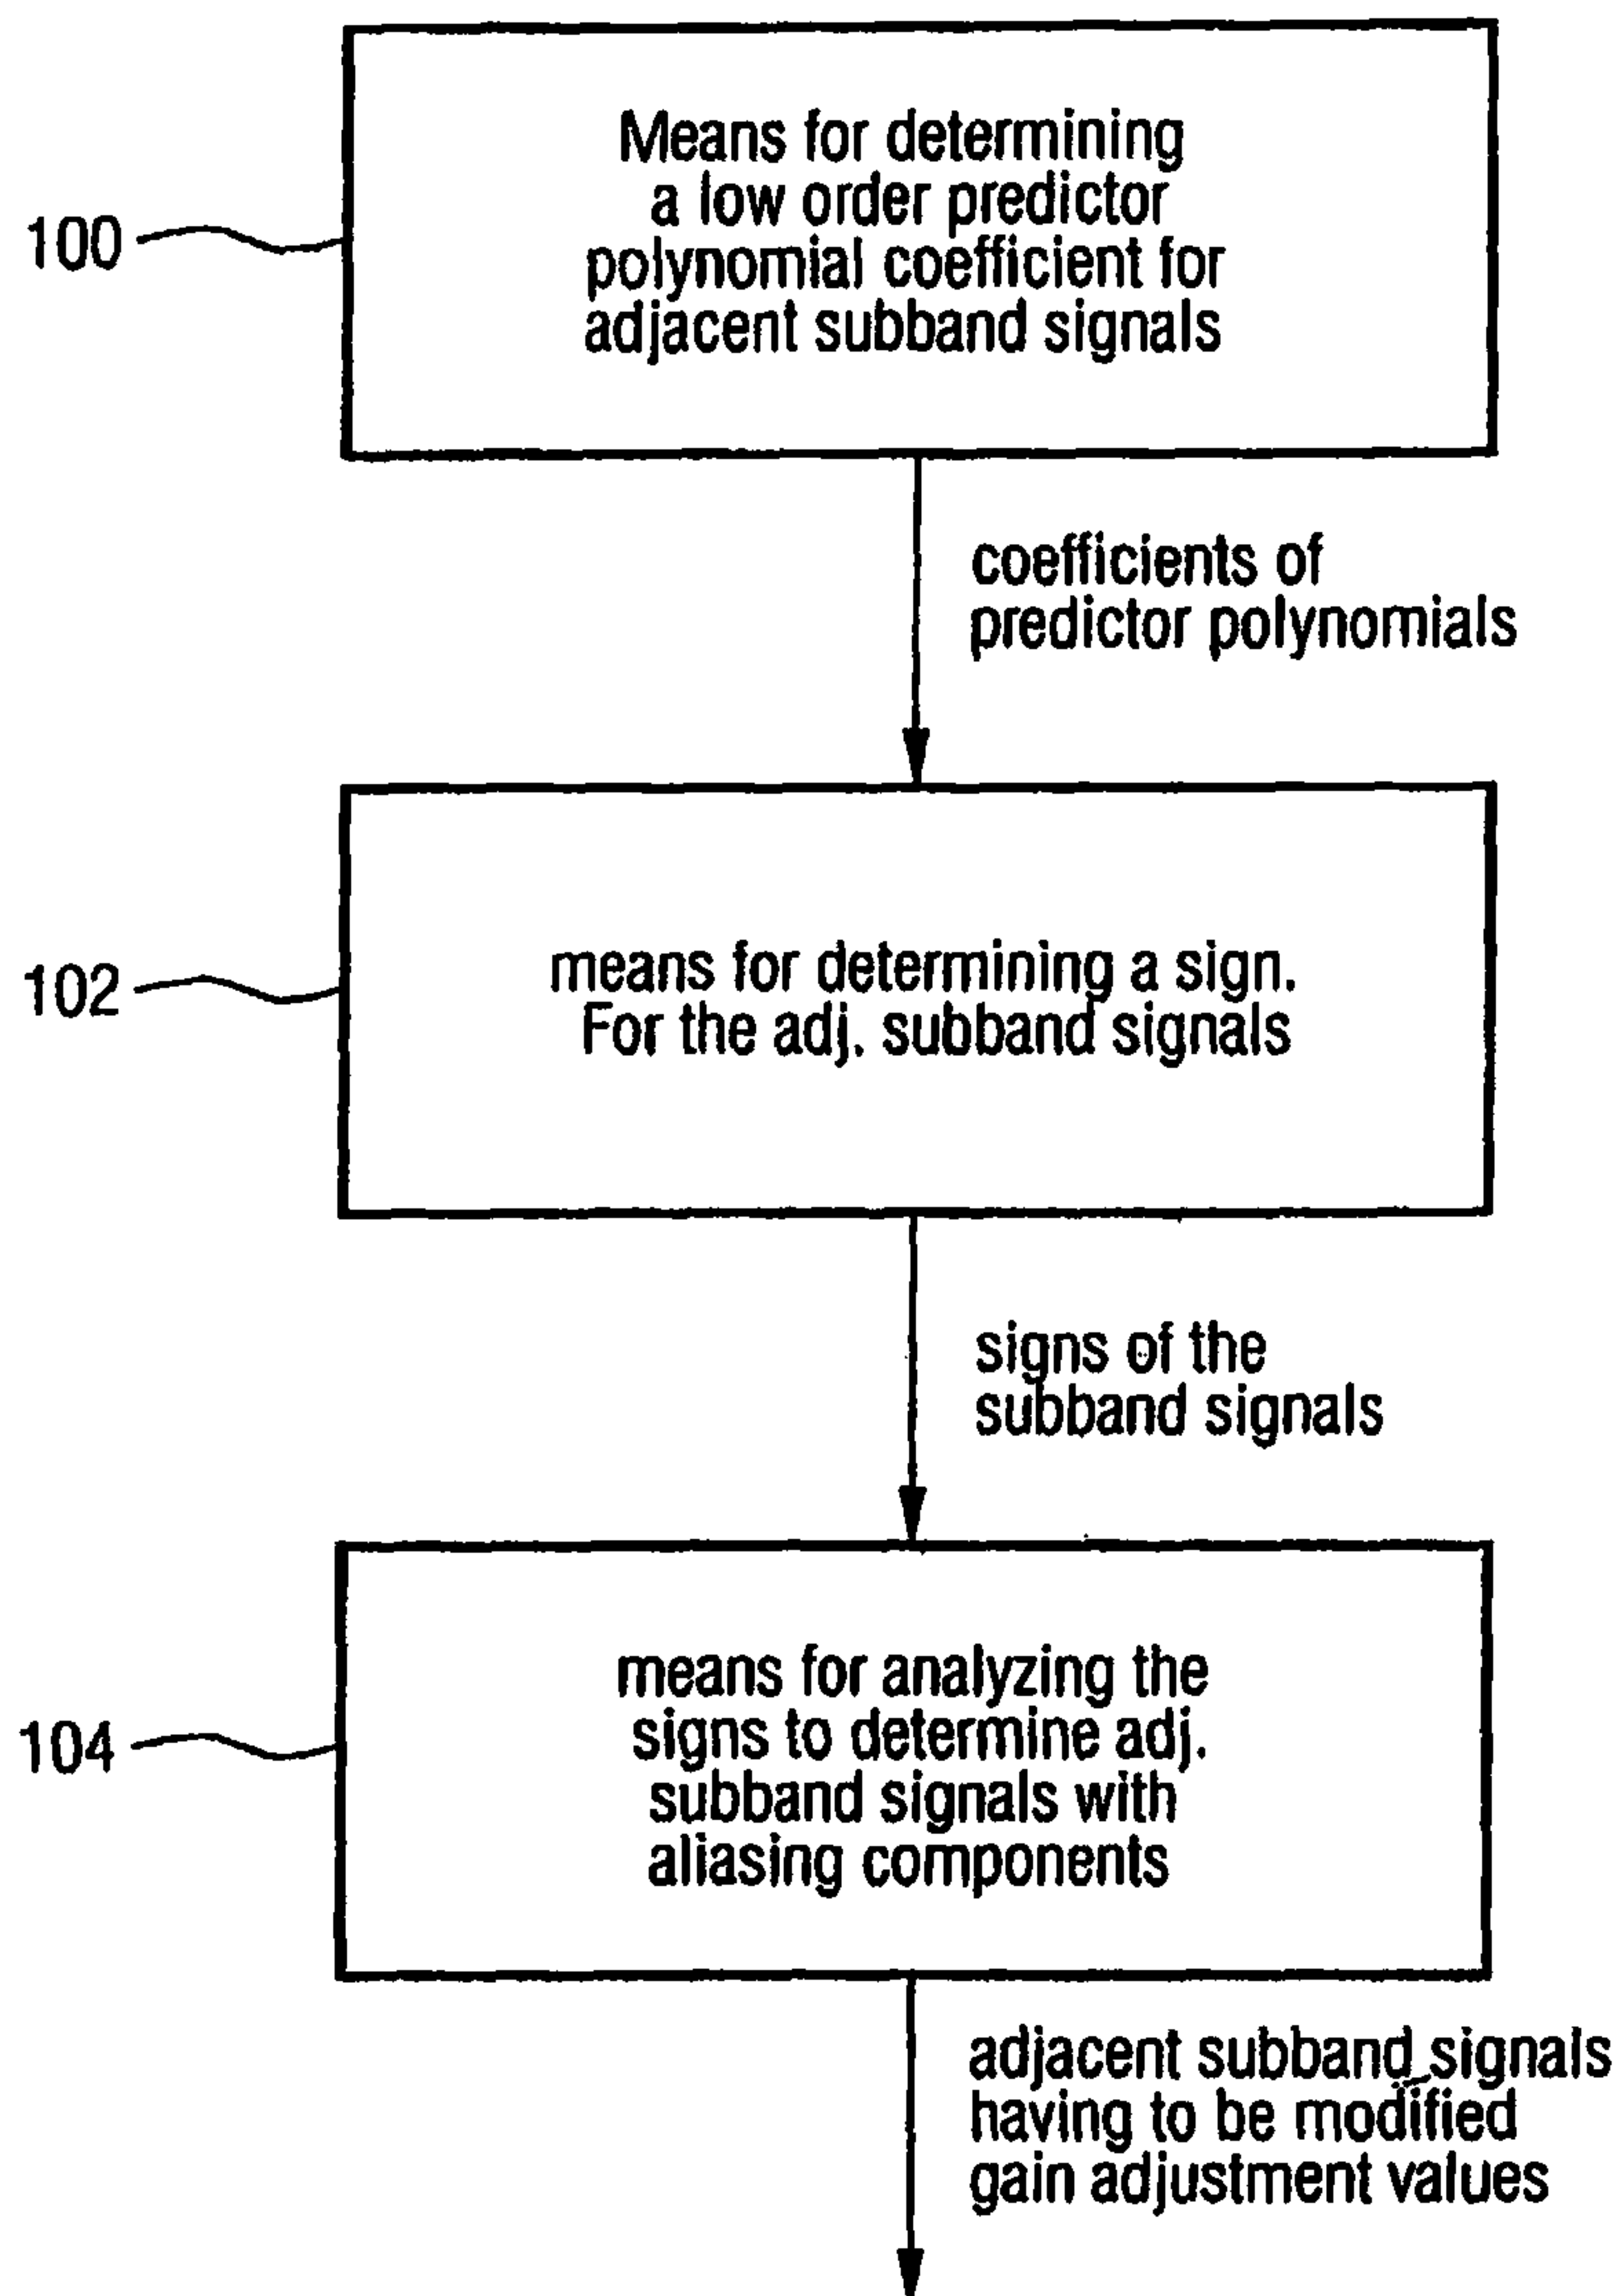 Means for determining
a low order predictor
polynomial coefficient for
adjacent subband signals
100
coefficients of
predictor polynomials
means for determining a sign.
For the adj. subband signals
102
signs of the
subband signals
means for analyzing the
signs to determine adj.
subband signals with
aliasing components
104
adjacent subband signals
having to be modified
gain adjustment values